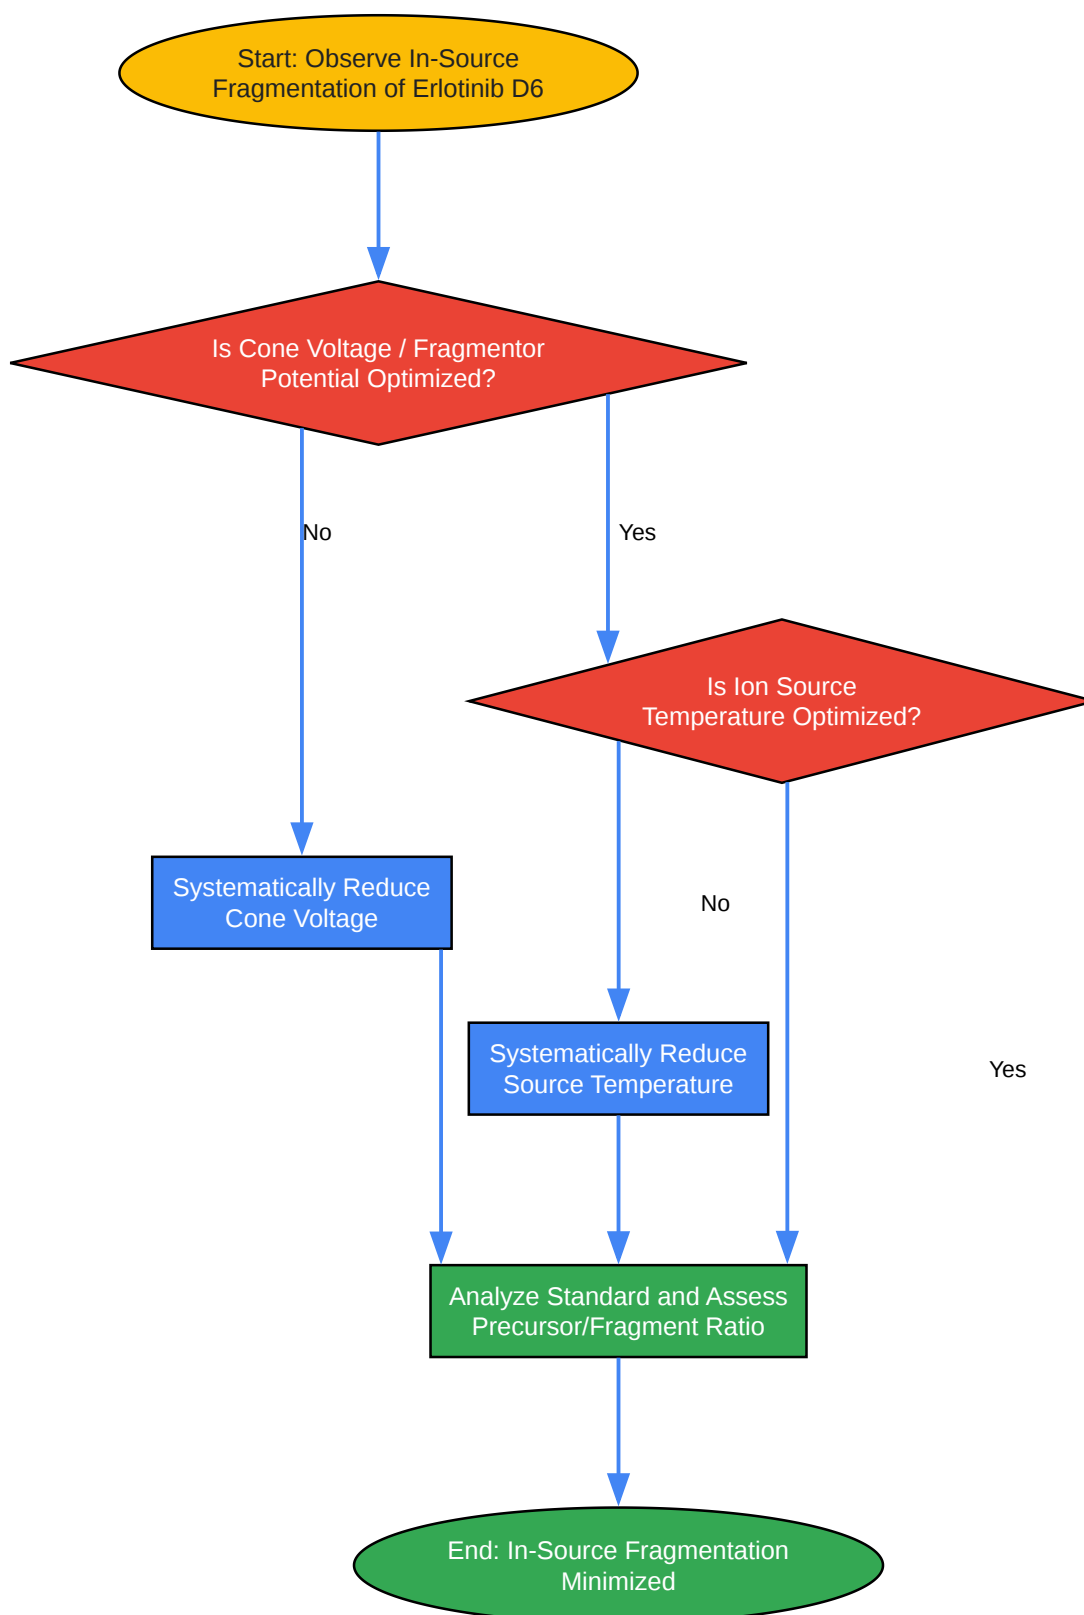 Start: Observe In-Source
Fragmentation of Erlotinib D6
Is Cone Voltage / Fragmentor
Potential Optimized?
No
Yes
Is Ion Source
Temperature Optimized?
Systematically Reduce
Cone Voltage
No
Systematically Reduce
Source Temperature
Yes
Analyze Standard and Assess
Precursor/Fragment Ratio
End: In-Source Fragmentation
Minimized